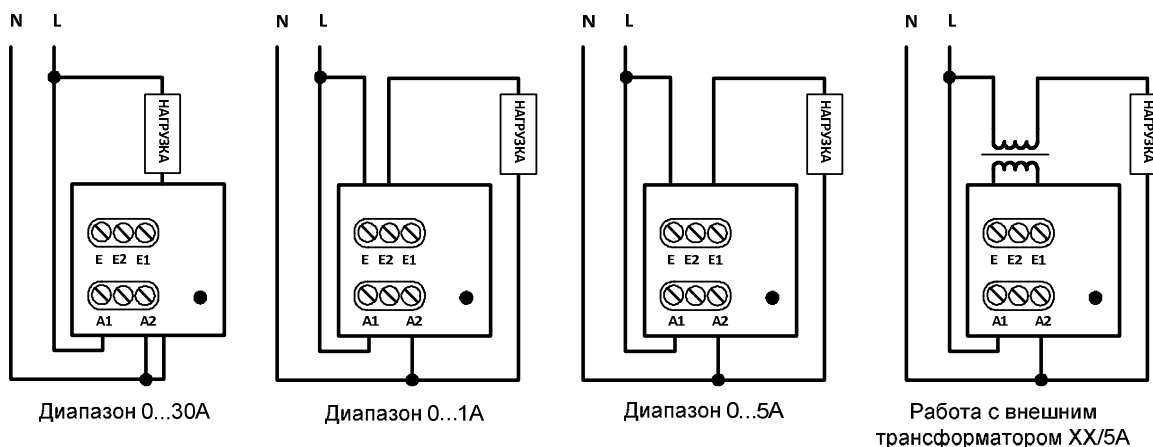 N L
НАГРУЗКА
E E2 E1
A1 A2
Диапазон 0...30А
N L
НАГРУЗКА
E E2 E1
A1 A2
Диапазон 0...1А
N L
НАГРУЗКА
E E2 E1
A1 A2
Диапазон 0...5А
N L
НАГРУЗКА
E E2 E1
A1 A2
Работа с внешним
трансформатором ХХ/5А